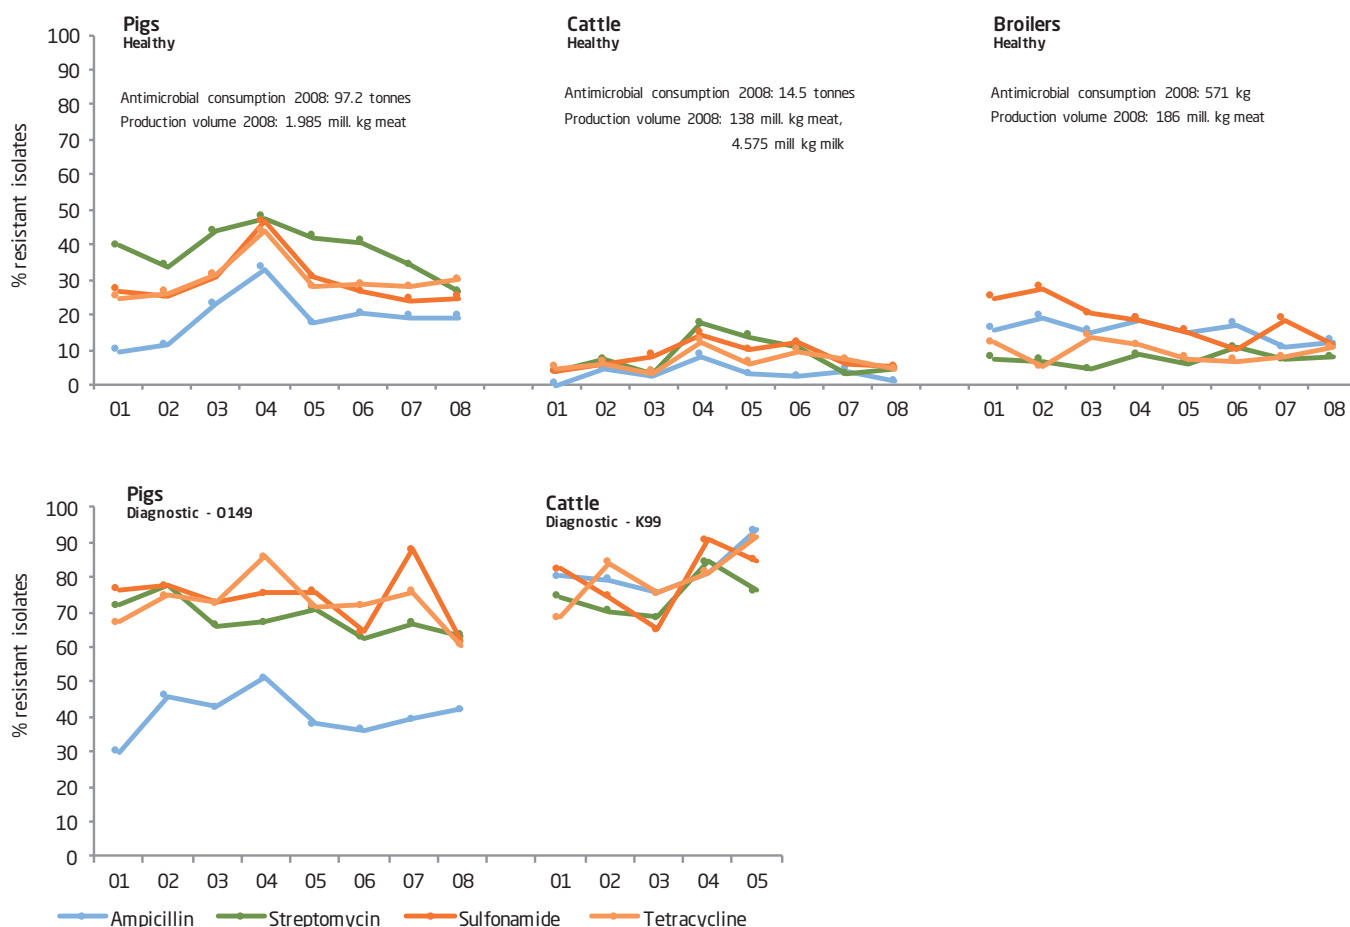 Pigs
Healthy
Antimicrobial consumption 2008: 97.2 tonnes
Production volume 2008: 1.985 mill. kg meat
Cattle
Healthy
Antimicrobial consumption 2008: 14.5 tonnes
Production volume 2008: 138 mill. kg meat,
4.575 mill kg milk
Broilers
Healthy
Antimicrobial consumption 2008: 571 kg
Production volume 2008: 186 mill. kg meat
% resistant isolates
100
90
80
70
60
50
40
30
20
10
0
01 02 03 04 05 06 07 08
01 02 03 04 05 06 07 08
01 02 03 04 05 06 07 08
Pigs
Diagnostic - O149
Cattle
Diagnostic - K99
% resistant isolates
100
90
80
70
60
50
40
30
20
10
0
01 02 03 04 05 06 07 08
01 02 03 04 05
Ampicillin Streptomycin Sulfonamide Tetracycline